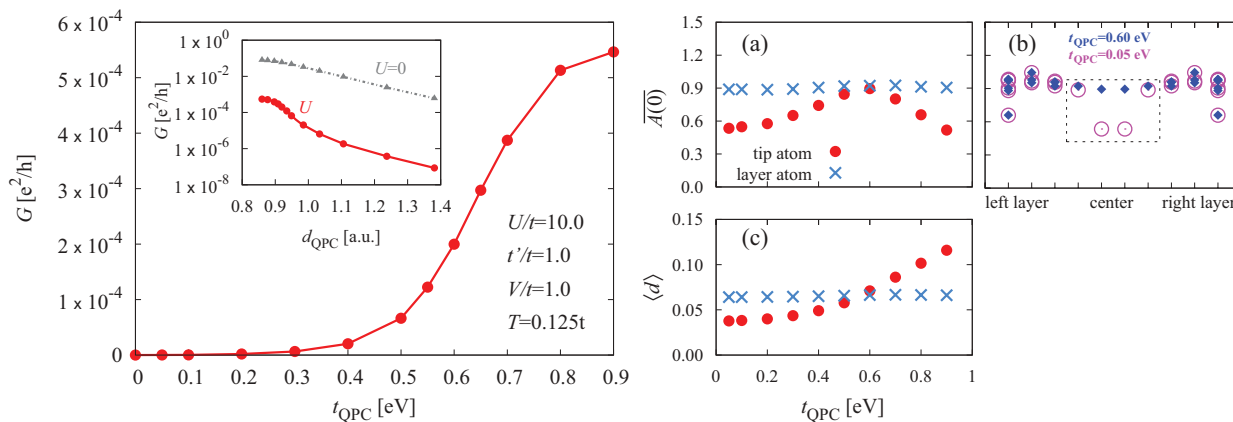 G [e²/h]
6 x 10⁻⁴
5 x 10⁻⁴
4 x 10⁻⁴
3 x 10⁻⁴
2 x 10⁻⁴
1 x 10⁻⁴
0
0 0.1 0.2 0.3 0.4 0.5 0.6 0.7 0.8 0.9
t_QPC [eV]
G [e²/h]
1 x 10⁰
1 x 10⁻²
1 x 10⁻⁴
1 x 10⁻⁶
1 x 10⁻⁸
U=0
U
0.8 0.9 1.0 1.1 1.2 1.3 1.4
d_QPC [a.u.]
U/t=10.0
t'/t=1.0
V/t=1.0
T=0.125t
(a)
A(0)
1.5
1.2
0.9
0.6
0.3
0.0
tip atom
layer atom
(b)
t_QPC=0.60 eV
t_QPC=0.05 eV
left layer center right layer
(c)
⟨d⟩
0.15
0.10
0.05
0.00
0 0.2 0.4 0.6 0.8 1
t_QPC [eV]